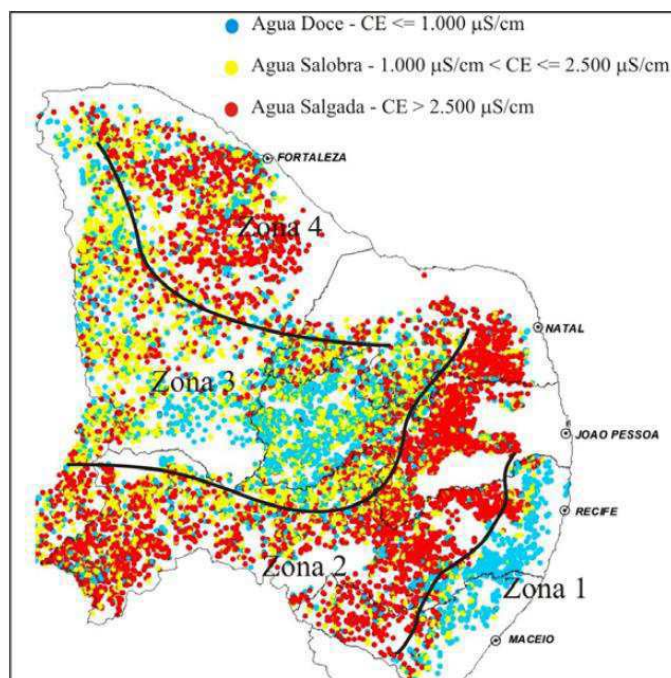 Agua Doce - CE <= 1.000 µS/cm
Agua Salobra - 1.000 µS/cm < CE <= 2.500 µS/cm
Agua Salgada - CE > 2.500 µS/cm
FORTALEZA
Zona 4
NATAL
Zona 3
JOAO PESSOA
RECIFE
Zona 2
Zona 1
MACEIO